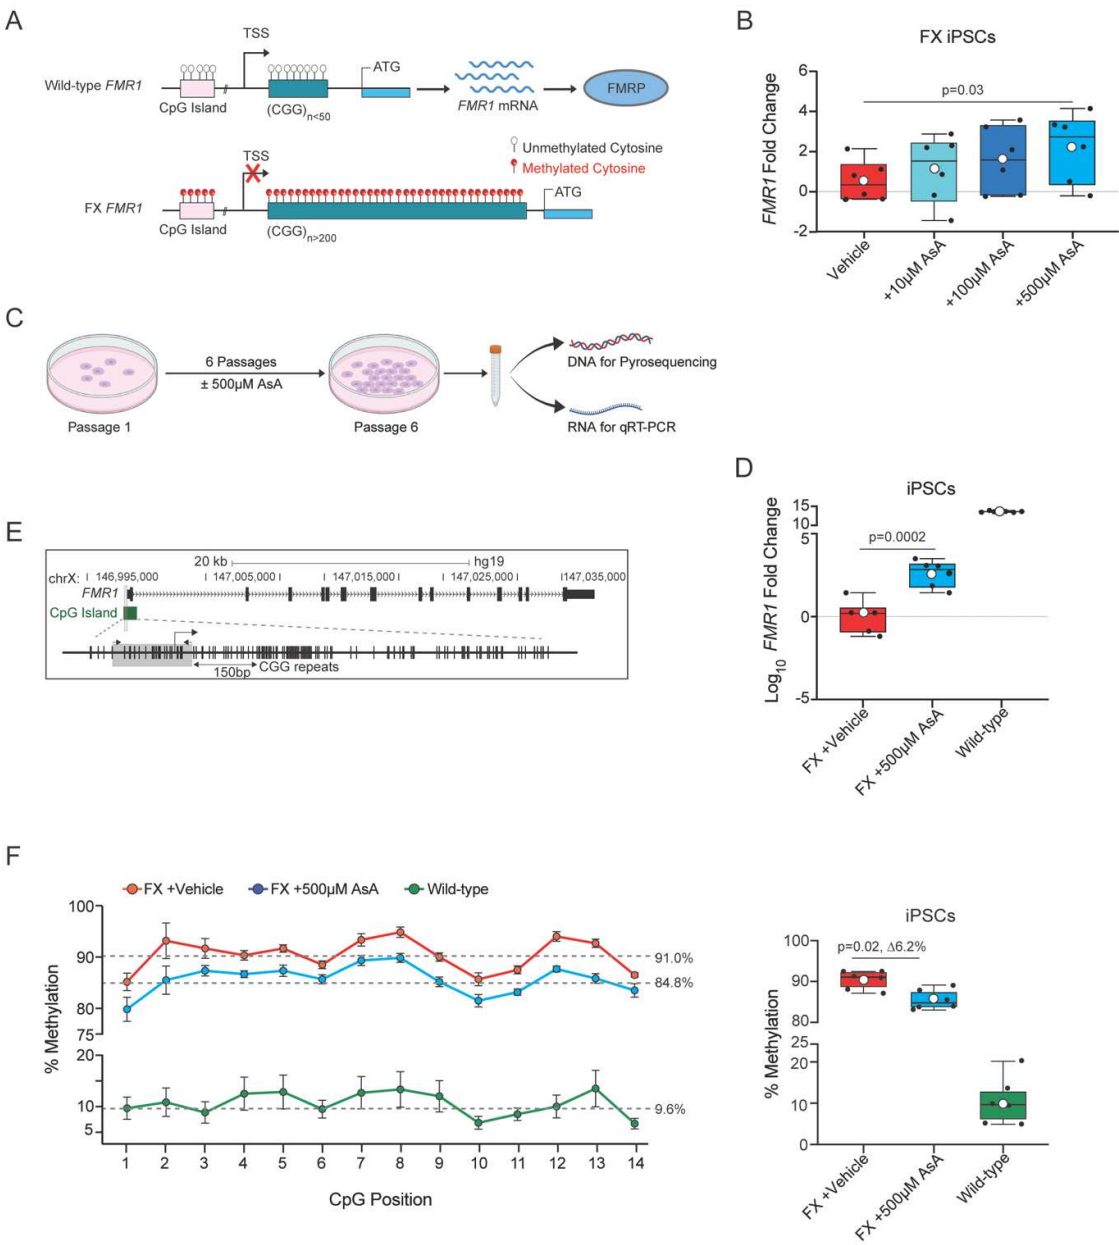 A
TSS
Wild-type FMR1
CpG Island
(CGG)n<50
ATG
FMR1 mRNA
FMRP
Unmethylated Cytosine
Methylated Cytosine
TSS
FX FMR1
CpG Island
(CGG)n>200
ATG
B
FX iPSCs
FMR1 Fold Change
6
4
2
0
-2
p=0.03
Vehicle
+10µM AsA
+100µM AsA
+500µM AsA
C
6 Passages
± 500µM AsA
Passage 1
Passage 6
DNA for Pyrosequencing
RNA for qRT-PCR
D
iPSCs
Log10 FMR1 Fold Change
15
10
5
0
-5
p=0.0002
FX +Vehicle
FX +500µM AsA
Wild-type
E
20 kb
hg19
chrX:
146,995,000
147,005,000
147,015,000
147,025,000
147,035,000
FMR1
CpG Island
150bp
CGG repeats
F
FX +Vehicle
FX +500µM AsA
Wild-type
% Methylation
100
90
80
75
20
10
5
91.0%
84.8%
9.6%
1 2 3 4 5 6 7 8 9 10 11 12 13 14
CpG Position
iPSCs
% Methylation
100
90
80
25
20
10
0
p=0.02, Δ6.2%
FX +Vehicle
FX +500µM AsA
Wild-type